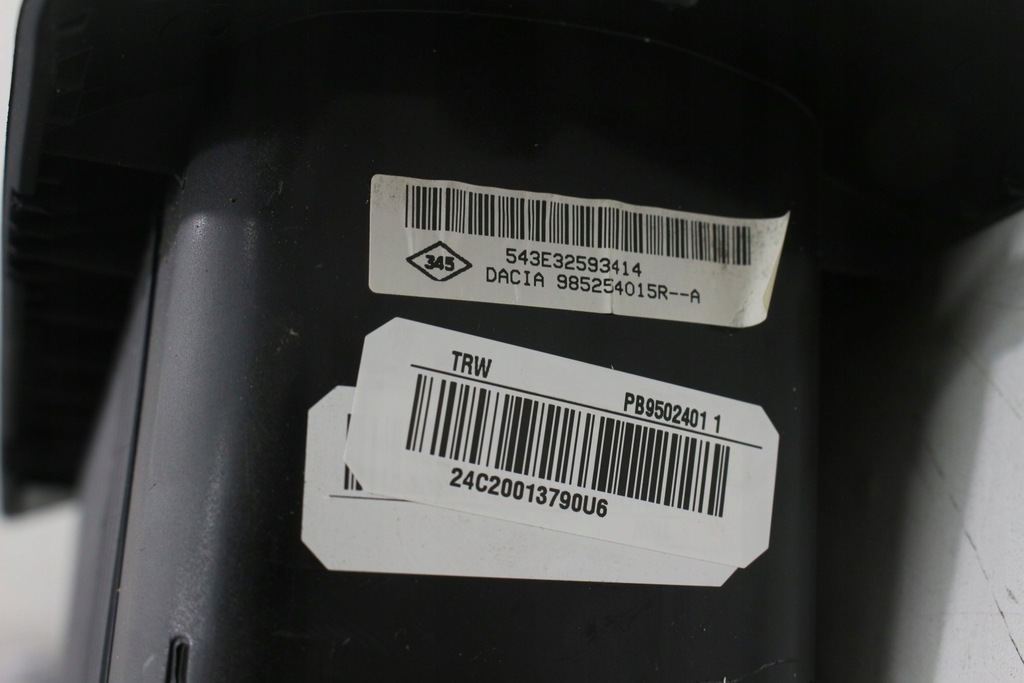 345
543E32593414
DACIA 985254015R--A
TRW
PB9502401 1
24C20013790U6